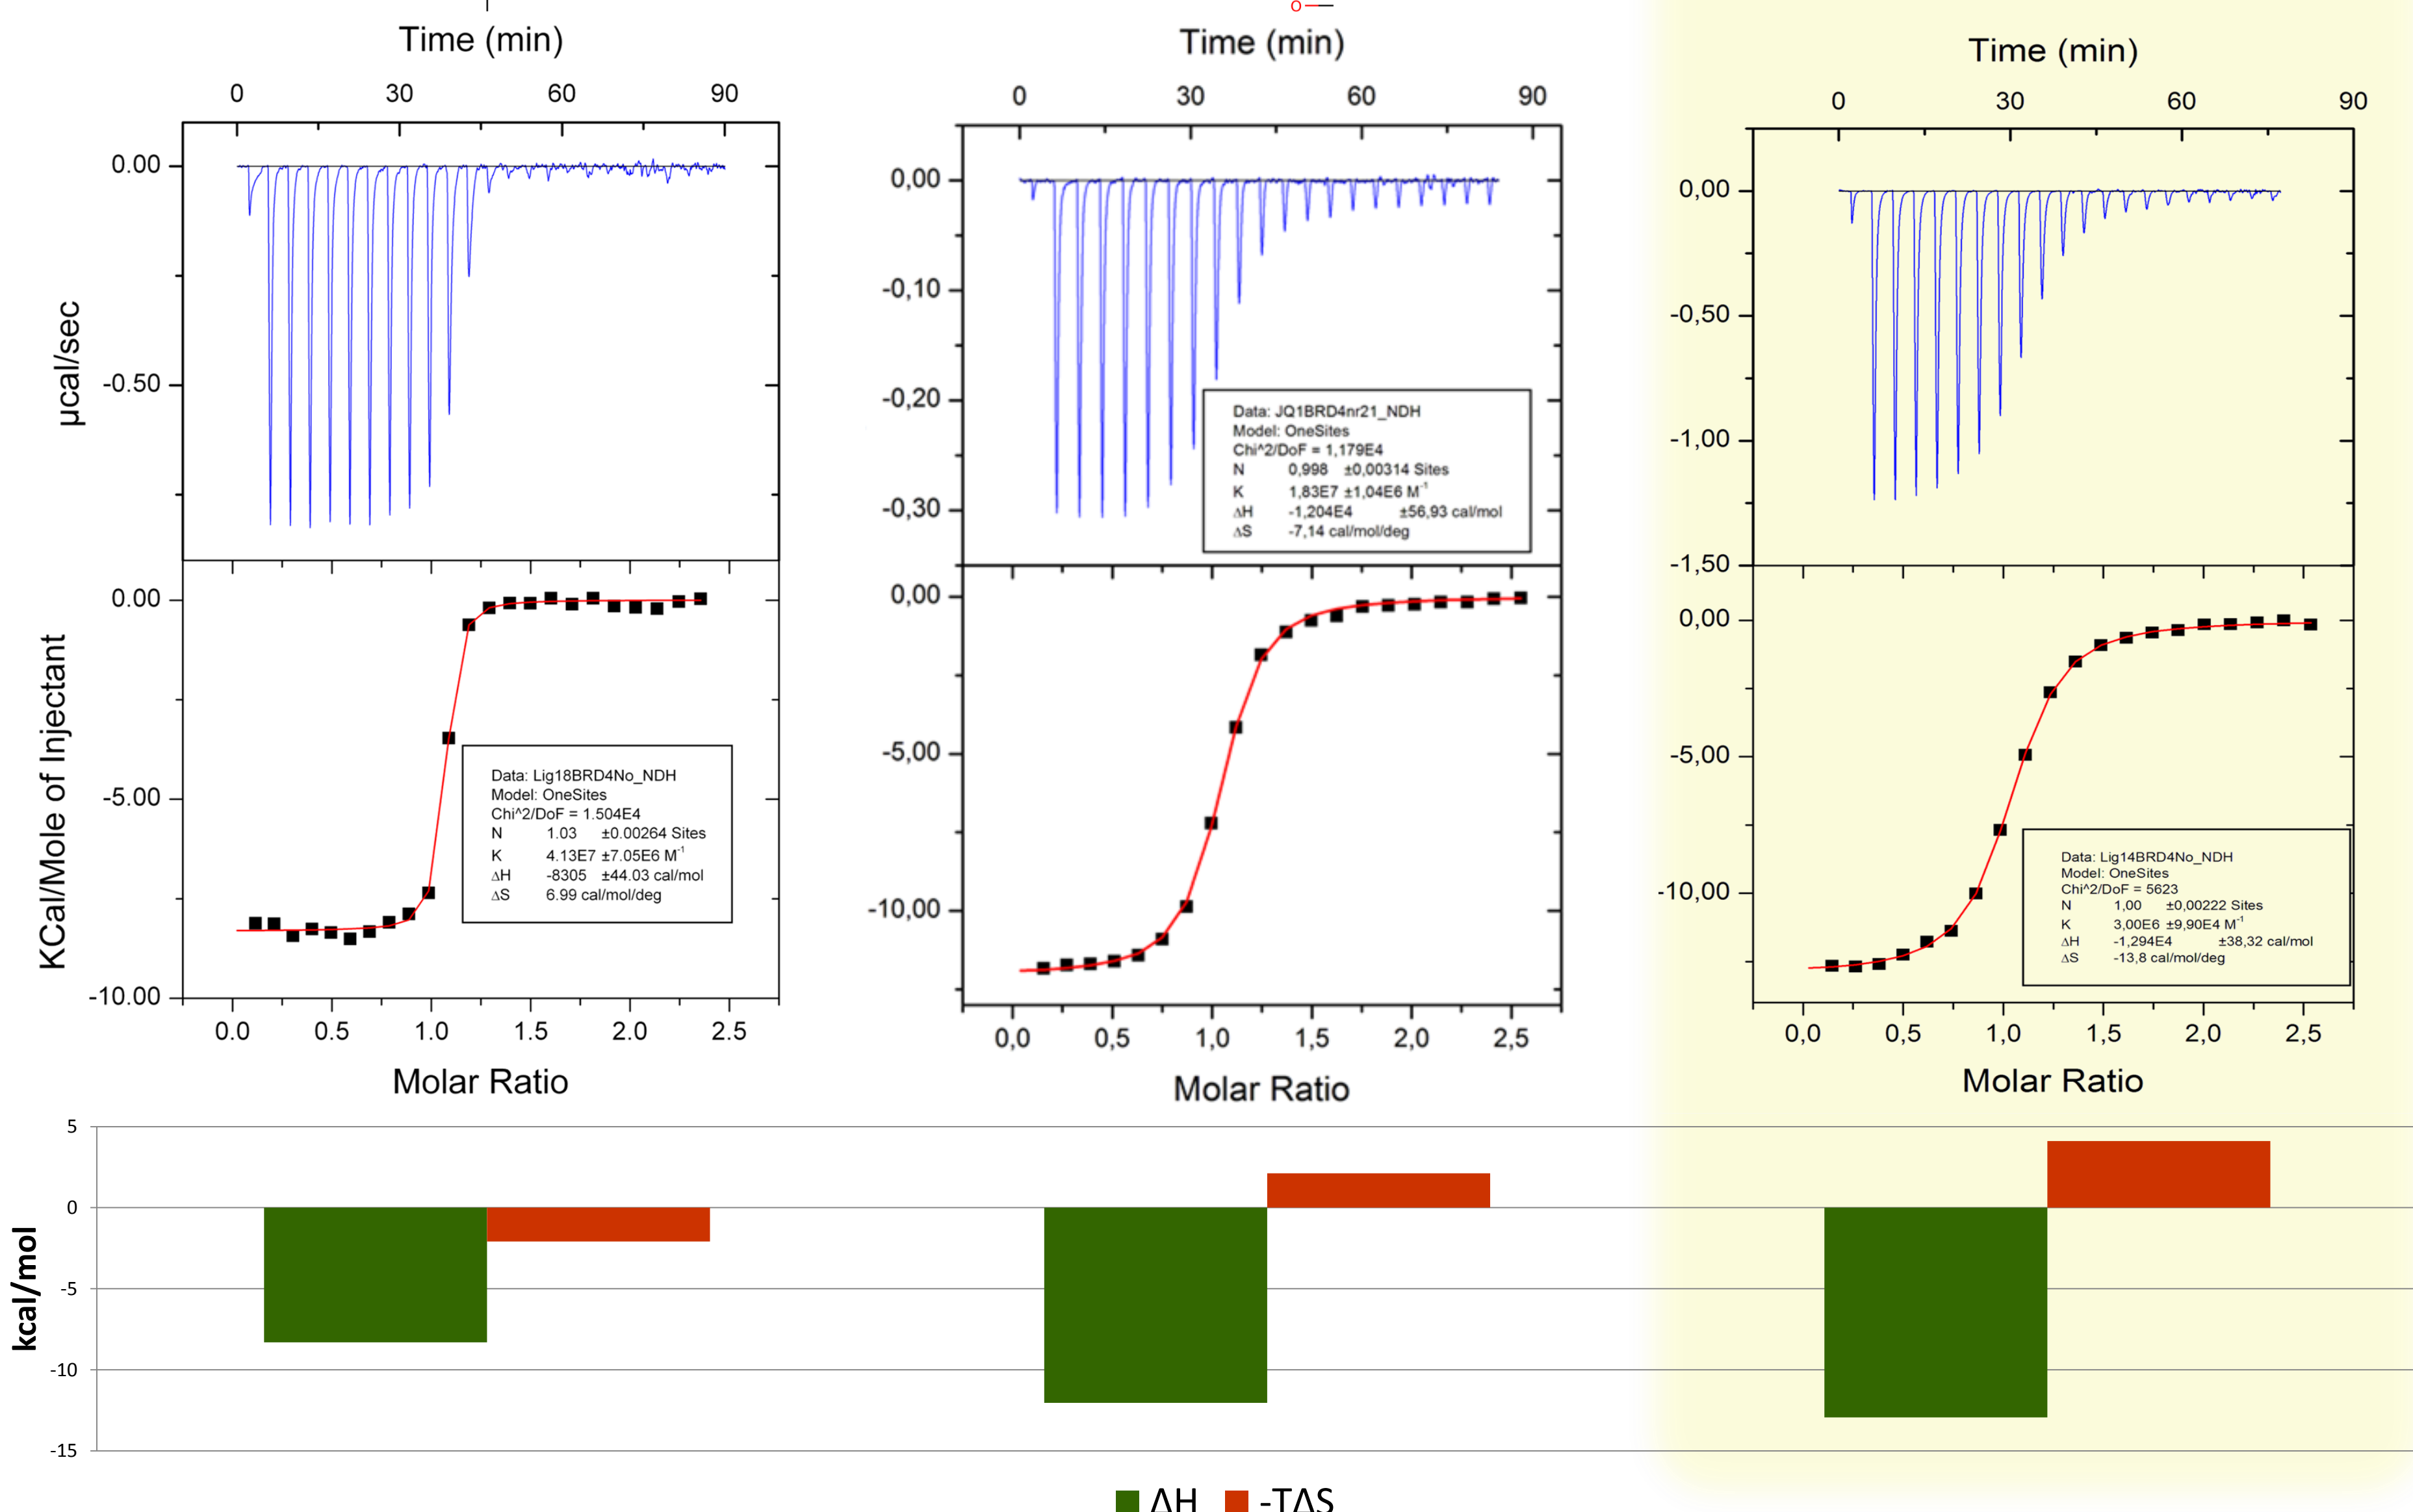 O
Time (min)
0 30 60 90
0.00
-0.50
µcal/sec
0.00
-5.00
-10.00
KCal/Mole of Injectant
Data: Lig18BRD4No_NDH
Model: OneSites
Chi^2/DoF = 1.504E4
N 1.03 ±0.00264 Sites
K 4.13E7 ±7.05E6 M-1
ΔH -8305 ±44.03 cal/mol
ΔS 6.99 cal/mol/deg
0.0 0.5 1.0 1.5 2.0 2.5
Molar Ratio
Time (min)
0 30 60 90
0,00
-0,10
-0,20
-0,30
Data: JQ1BRD4nr21_NDH
Model: OneSites
Chi^2/DoF = 1,179E4
N 0,998 ±0,00314 Sites
K 1,83E7 ±1,04E6 M-1
ΔH -1,204E4 ±56,93 cal/mol
ΔS -7,14 cal/mol/deg
0,00
-5,00
-10,00
0,0 0,5 1,0 1,5 2,0 2,5
Molar Ratio
Time (min)
0 30 60 90
0,00
-0,50
-1,00
-1,50
0,00
-5,00
-10,00
Data: Lig14BRD4No_NDH
Model: OneSites
Chi^2/DoF = 5623
N 1,00 ±0,00222 Sites
K 3,00E6 ±9,90E4 M-1
ΔH -1,294E4 ±38,32 cal/mol
ΔS -13,8 cal/mol/deg
0,0 0,5 1,0 1,5 2,0 2,5
Molar Ratio
kcal/mol
5
0
-5
-10
-15
ΔH -TΔS